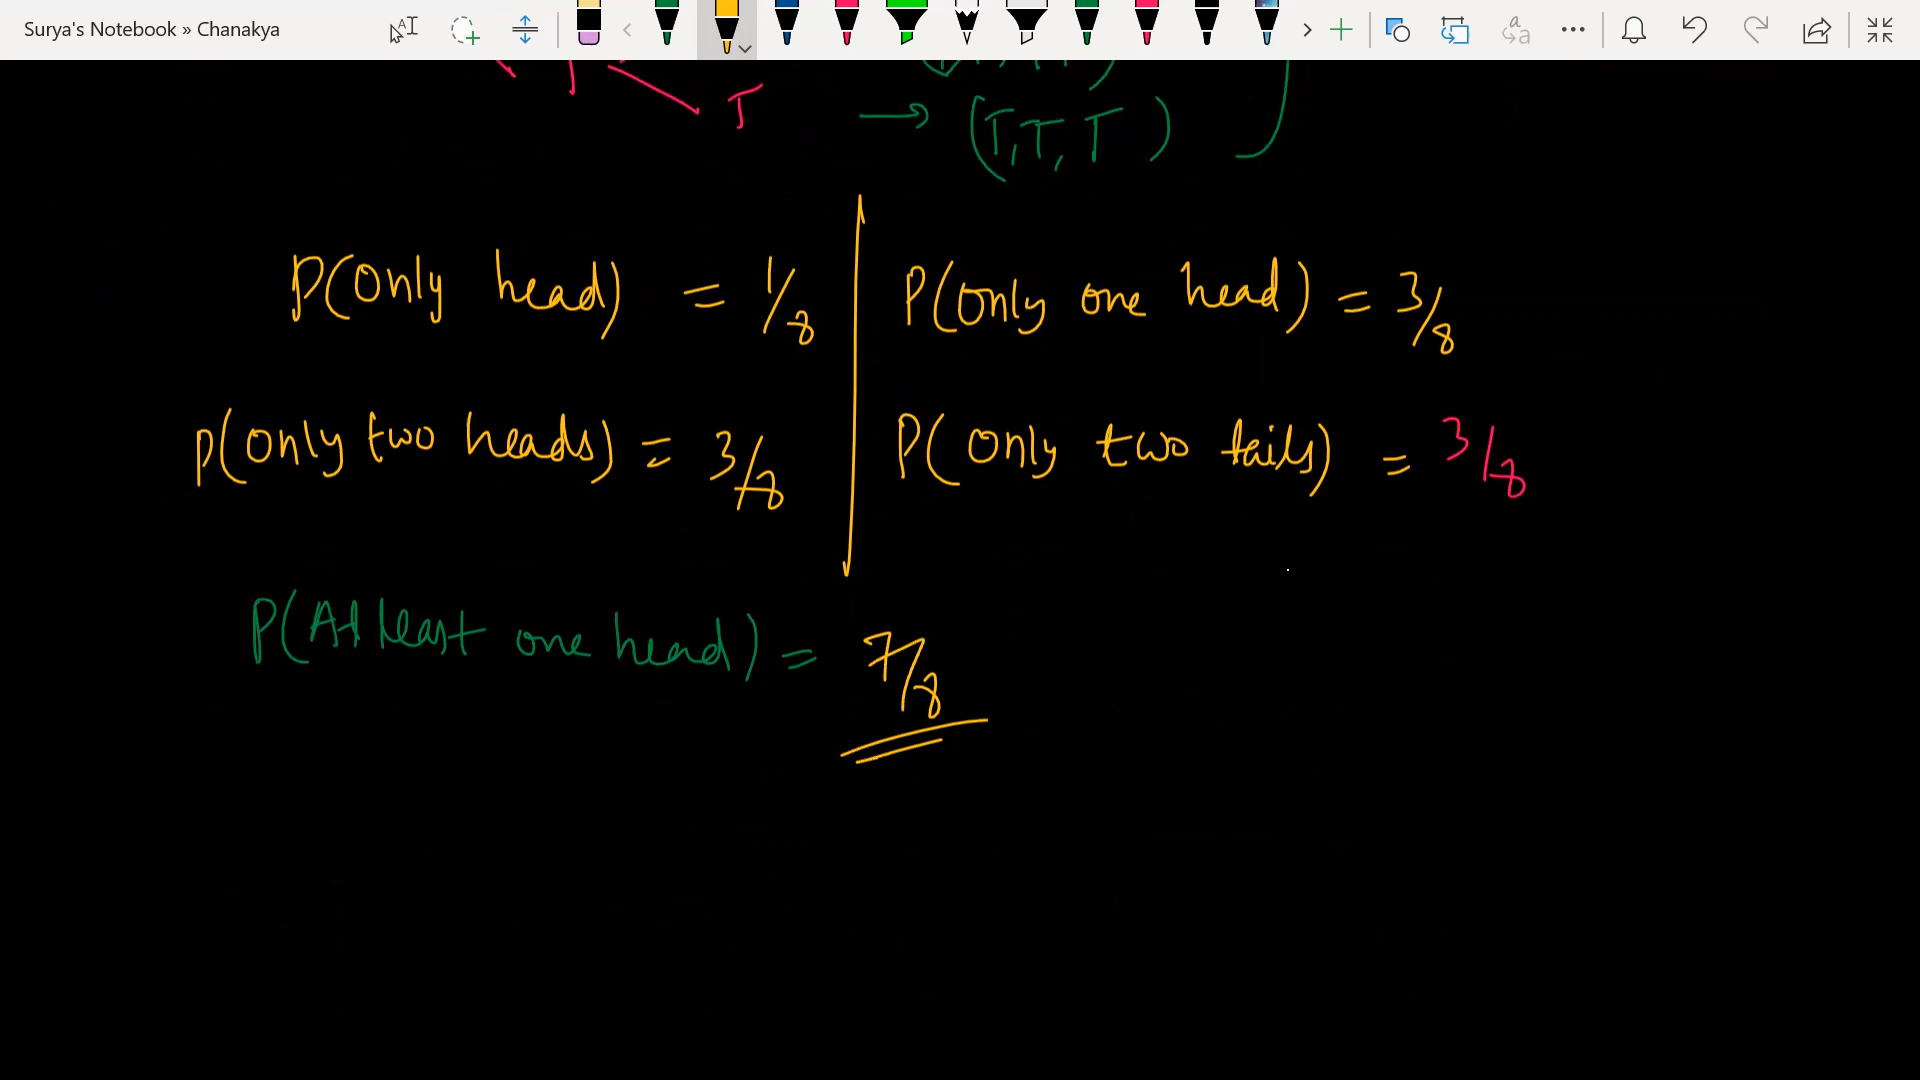 Surya's Notebook » Chanakya
T
→ (T, T, T)
P(Only head) = 1/8
P(Only one head) = 3/8
P(Only two heads) = 3/8
P(Only two tails) = 3/8
P(At least one head) = 7/8